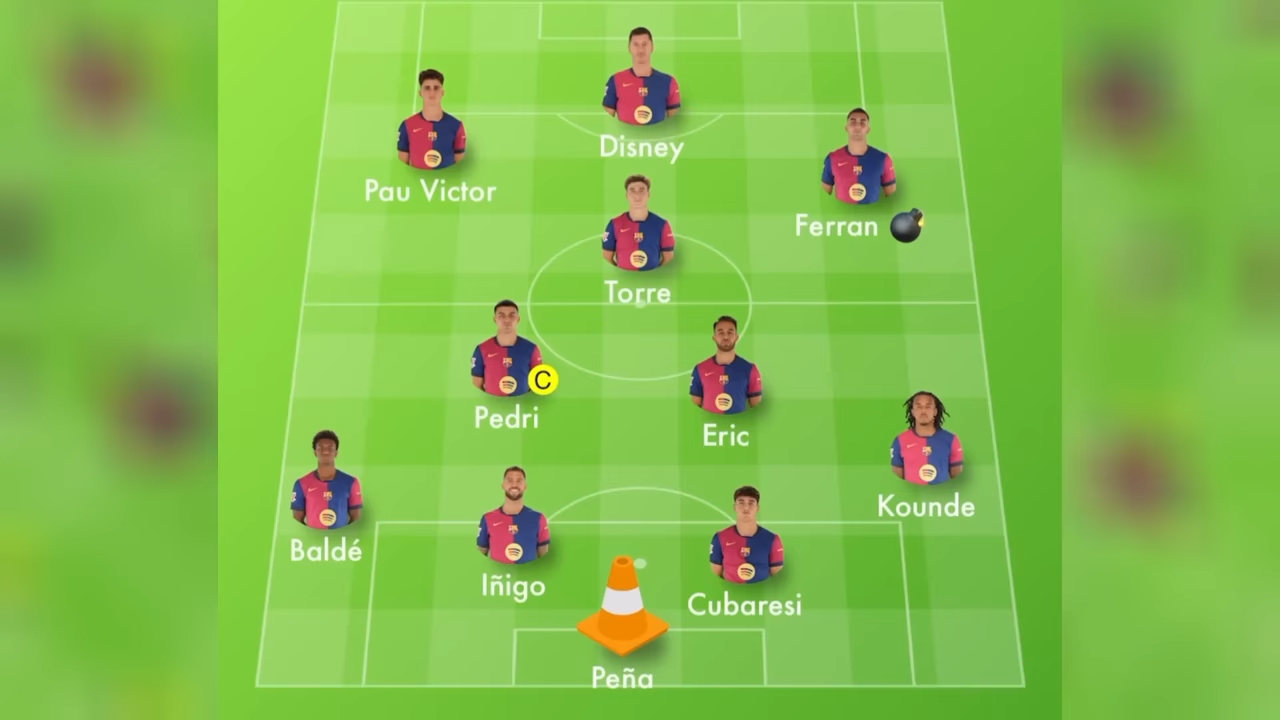 Disney
Pau Victor
Ferran
Torre
Pedri
C
Eric
Kounde
Baldé
Iñigo
Cubaresi
Peña